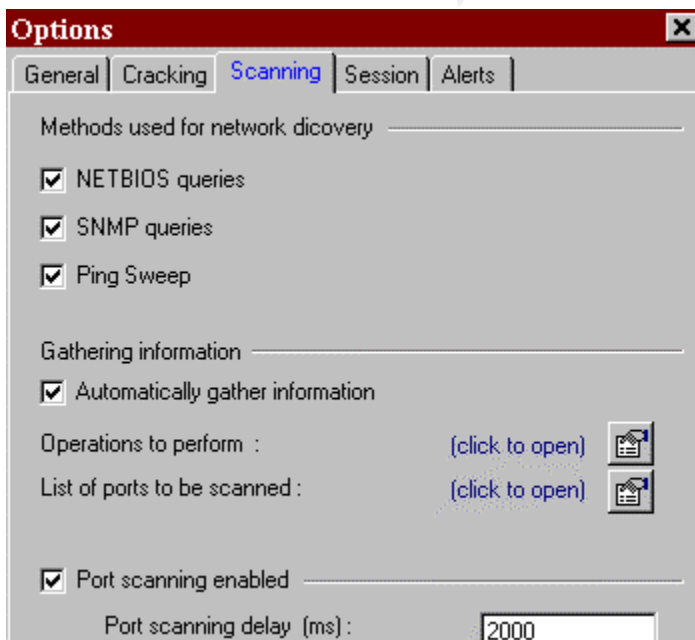 Options
General Cracking Scanning Session Alerts
Methods used for network dicovery
NETBIOS queries
SNMP queries
Ping Sweep
Gathering information
Automatically gather information
Operations to perform : (click to open)
List of ports to be scanned : (click to open)
Port scanning enabled
Port scanning delay (ms) : 2000